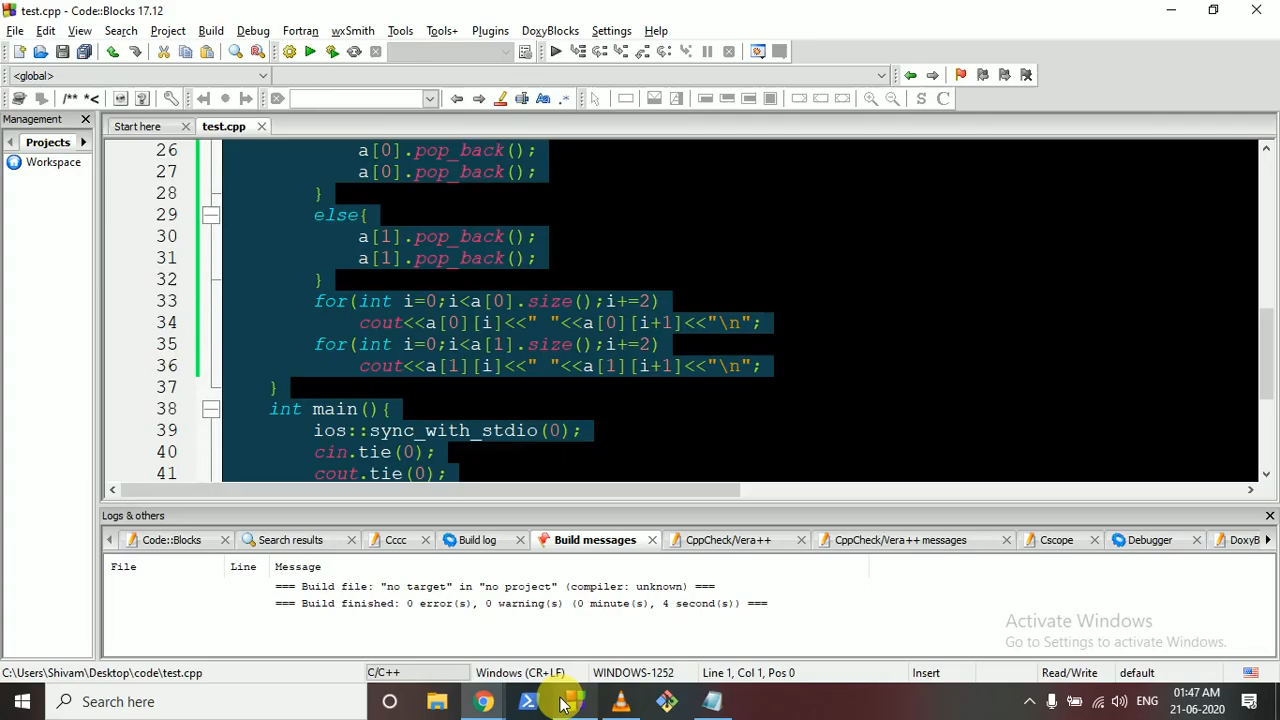 test.cpp - Code::Blocks 17.12
File Edit View Search Project Build Debug Fortran wxSmith Tools Tools+ Plugins DoxyBlocks Settings Help
<global>
/** *<
S C
Management
Start here
test.cpp
Projects
Workspace
26 a[0].pop_back();
27 a[0].pop_back();
28 }
29 else{
30 a[1].pop_back();
31 a[1].pop_back();
32 }
33 for(int i=0;i<a[0].size();i+=2)
34 cout<<a[0][i]<<" "<<a[0][i+1]<<"\n";
35 for(int i=0;i<a[1].size();i+=2)
36 cout<<a[1][i]<<" "<<a[1][i+1]<<"\n";
37 }
38 int main(){
39 ios::sync_with_stdio(0);
40 cin.tie(0);
41 cout.tie(0);
Logs & others
Code::Blocks Search results Cccc Build log Build messages CppCheck/Vera++ CppCheck/Vera++ messages Cscope Debugger DoxyB
File Line Message
=== Build file: "no target" in "no project" (compiler: unknown) ===
=== Build finished: 0 error(s), 0 warning(s) (0 minute(s), 4 second(s)) ===
Activate Windows
Go to Settings to activate Windows.
C:\Users\Shivam\Desktop\code\test.cpp C/C++ Windows (CR+LF) WINDOWS-1252 Line 1, Col 1, Pos 0 Insert Read/Write default
Search here
ENG
01:47 AM
21-06-2020